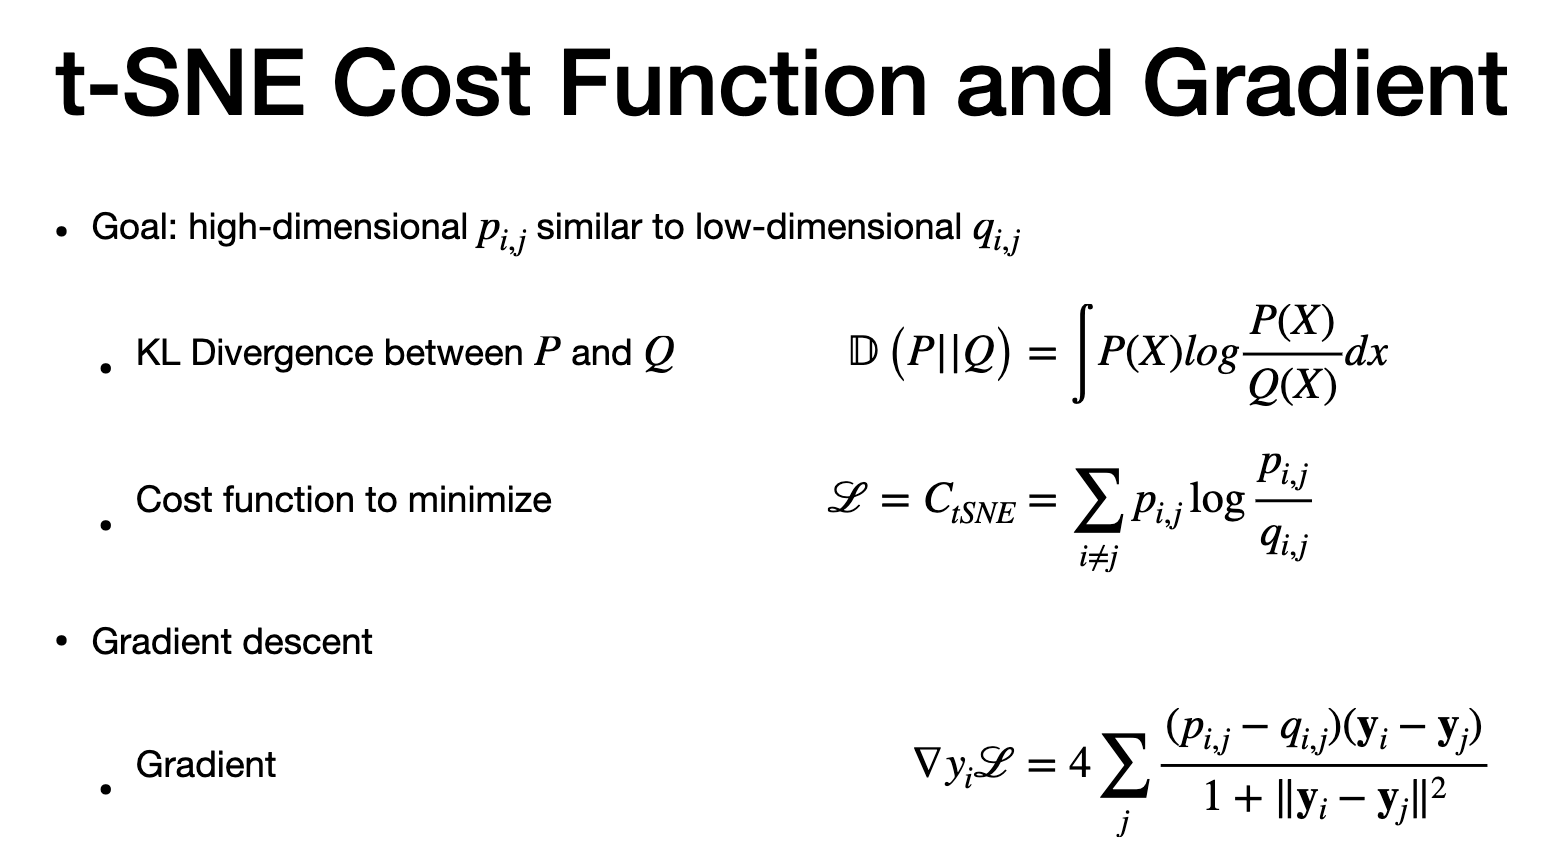 t-SNE Cost Function and Gradient
• Goal: high-dimensional $p_{i,j}$ similar to low-dimensional $q_{i,j}$
• KL Divergence between $P$ and $Q$ $\mathbb{D}\left(P||Q\right) = \int P(X)log\frac{P(X)}{Q(X)}dx$
• Cost function to minimize $\mathscr{L} = C_{tSNE} = \sum_{i \neq j} p_{i,j} \log \frac{p_{i,j}}{q_{i,j}}$
• Gradient descent
• Gradient $\nabla y_i \mathscr{L} = 4 \sum_{j} \frac{(p_{i,j} - q_{i,j})(\mathbf{y}_i - \mathbf{y}_j)}{1 + \|\mathbf{y}_i - \mathbf{y}_j\|^2}$